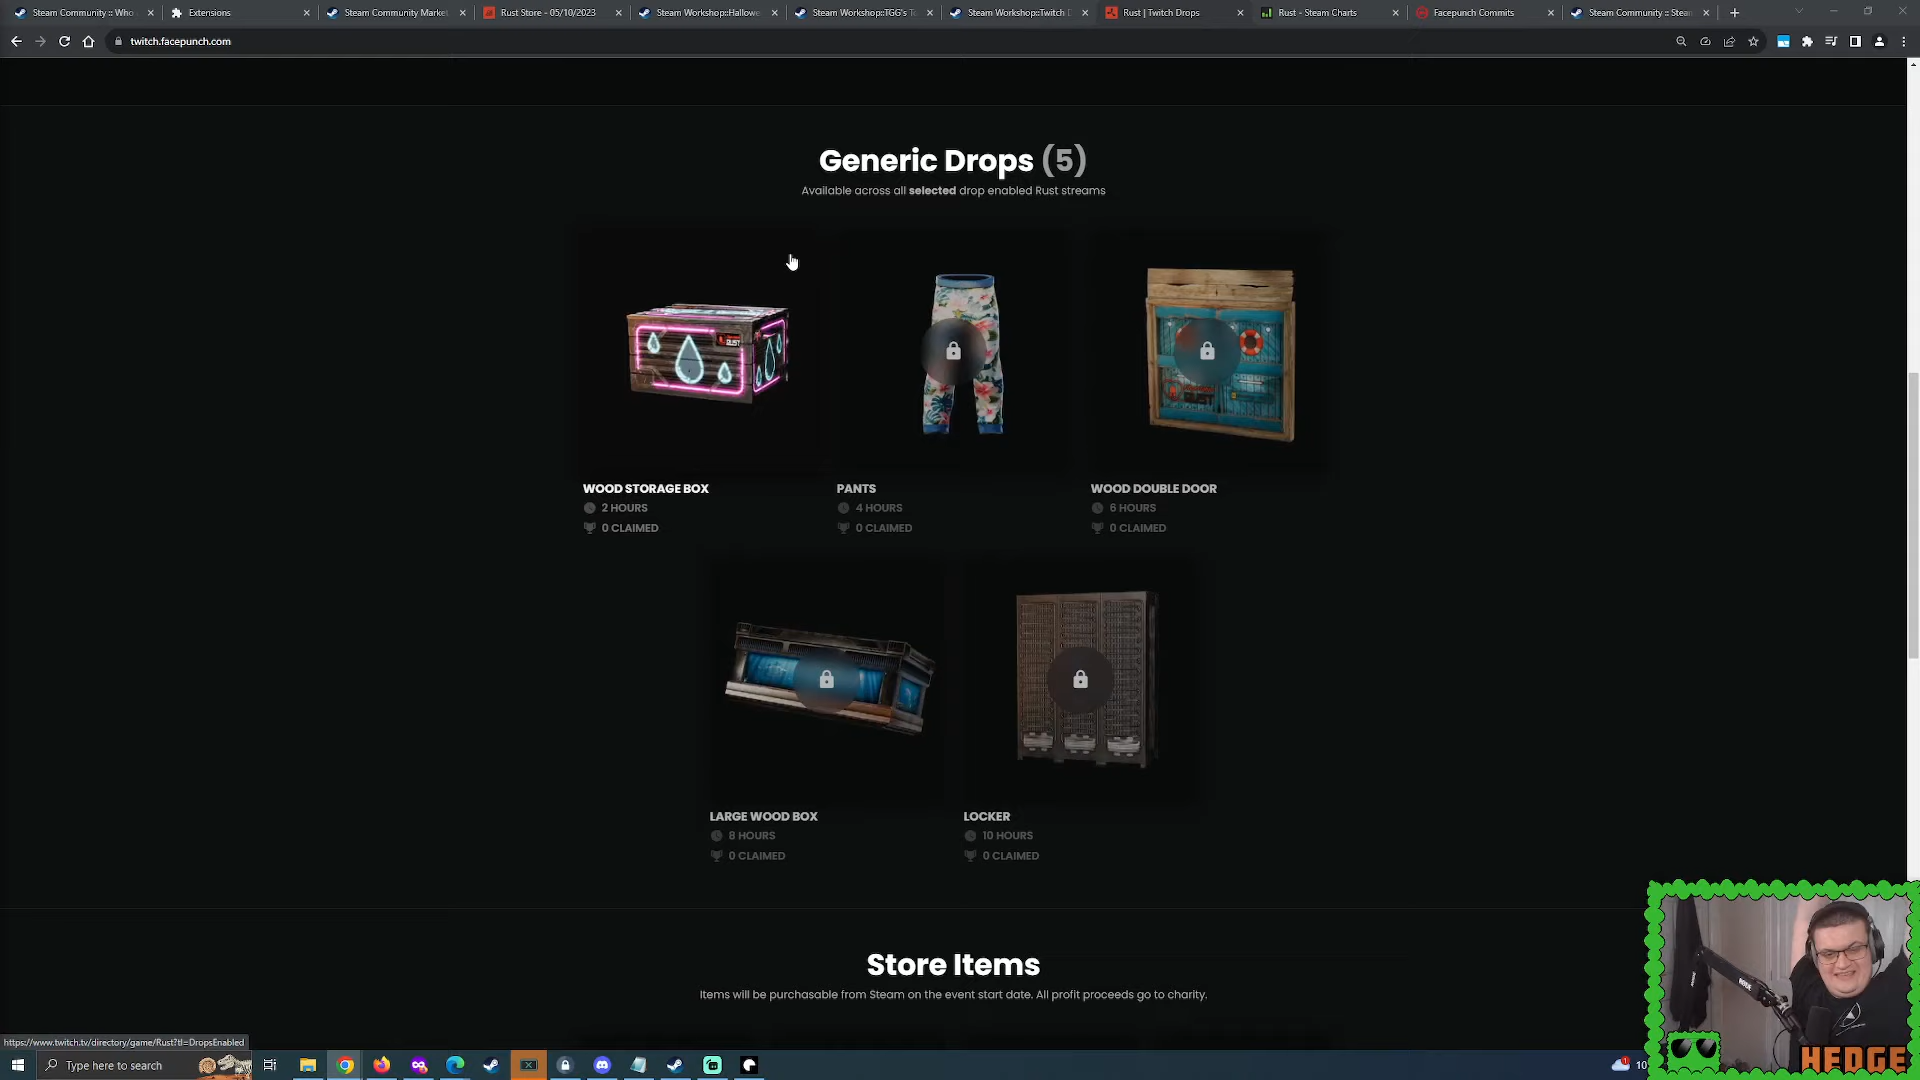 Steam Community :: Who
Extensions
Steam Community Market
Rust Store - 05/10/2023
Steam Workshop::Hallowe
Steam Workshop::TGG's T
Steam Workshop::Twitch D
Rust | Twitch Drops
Rust - Steam Charts
Facepunch Commits
Steam Community :: Steam
twitch.facepunch.com
Generic Drops (5)
Available across all selected drop enabled Rust streams
RUST
WOOD STORAGE BOX
2 HOURS
0 CLAIMED
PANTS
4 HOURS
0 CLAIMED
WOOD DOUBLE DOOR
6 HOURS
0 CLAIMED
LARGE WOOD BOX
8 HOURS
0 CLAIMED
LOCKER
10 HOURS
0 CLAIMED
Store Items
Items will be purchasable from Steam on the event start date. All profit proceeds go to charity.
https://www.twitch.tv/directory/game/Rust?tl=DropsEnabled
Type here to search
1
10
RØDE
HEDGE